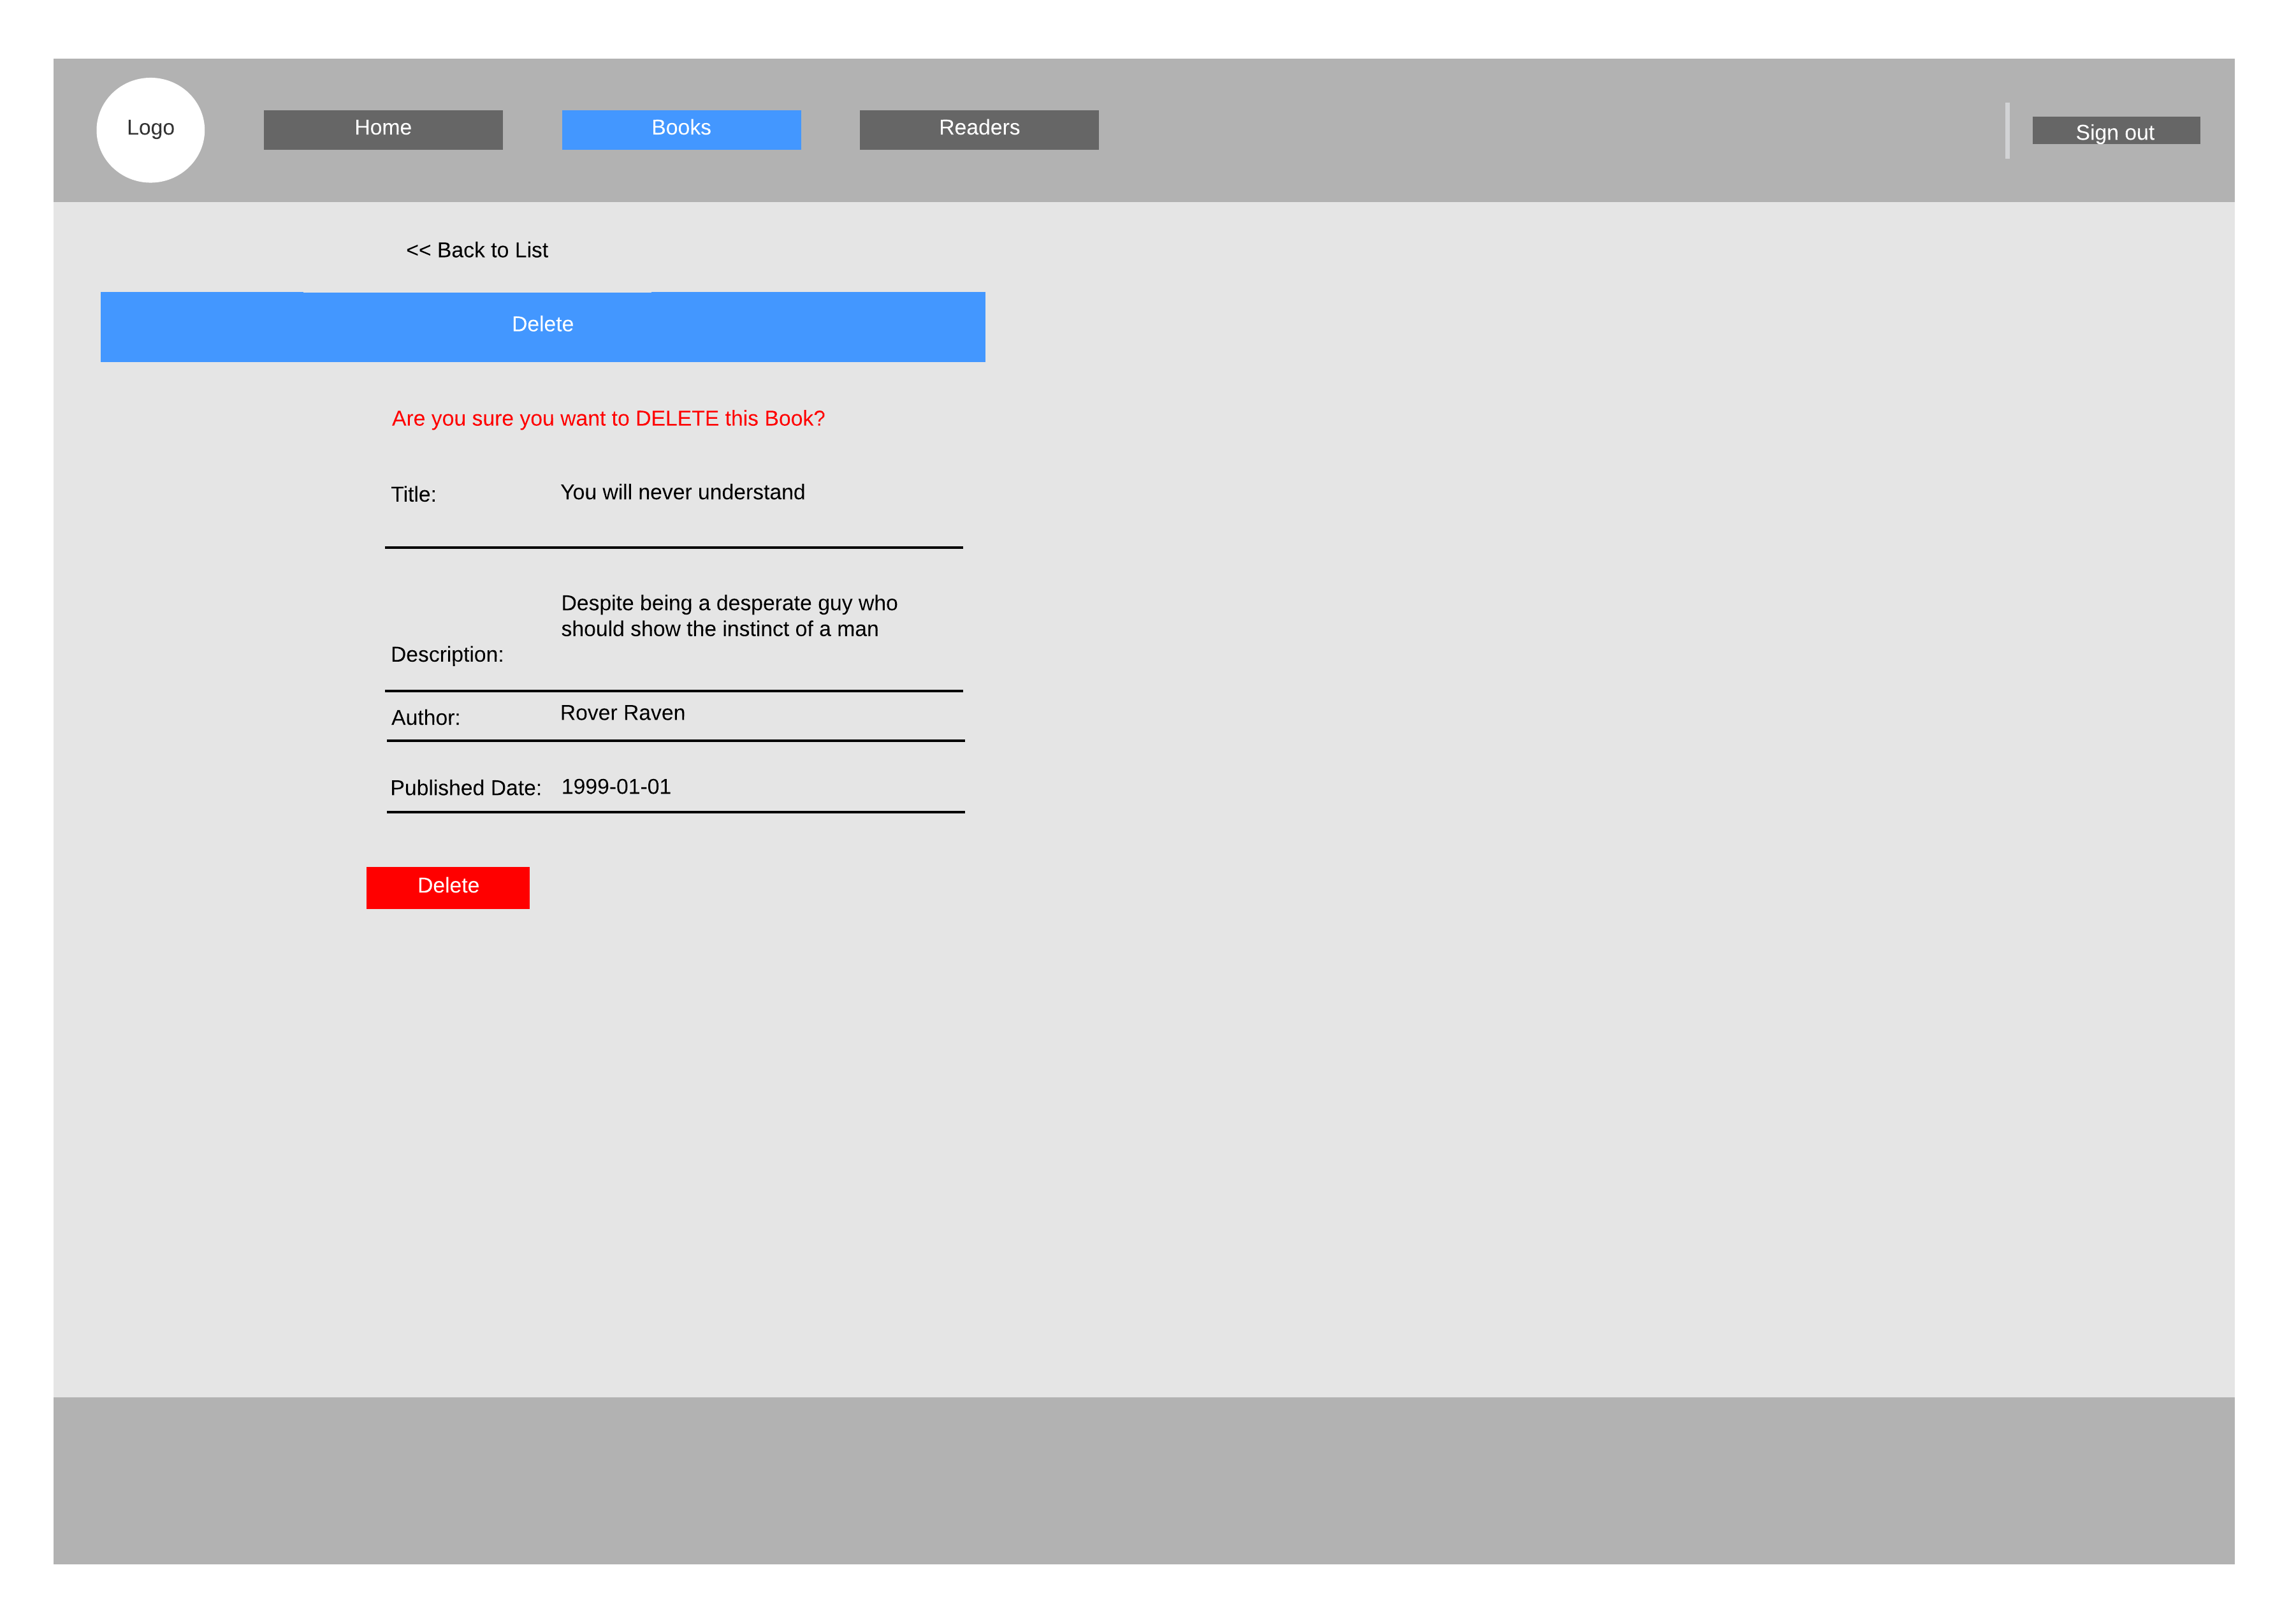 Logo
Home
Books
Readers
Sign out
<< Back to List
Delete
Are you sure you want to DELETE this Book?
Title:
You will never understand
Despite being a desperate guy who
should show the instinct of a man
Description:
Author:
Rover Raven
Published Date:
1999-01-01
Delete